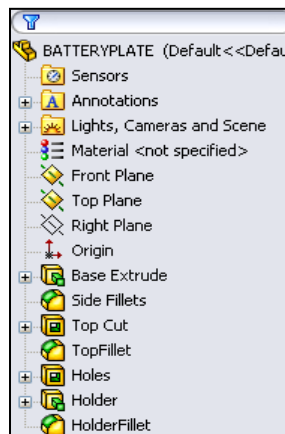 BATTERYPLATE (Default<<Defau
Sensors
Annotations
Lights, Cameras and Scene
Material <not specified>
Front Plane
Top Plane
Right Plane
Origin
Base Extrude
Side Fillets
Top Cut
TopFillet
Holes
Holder
HolderFillet